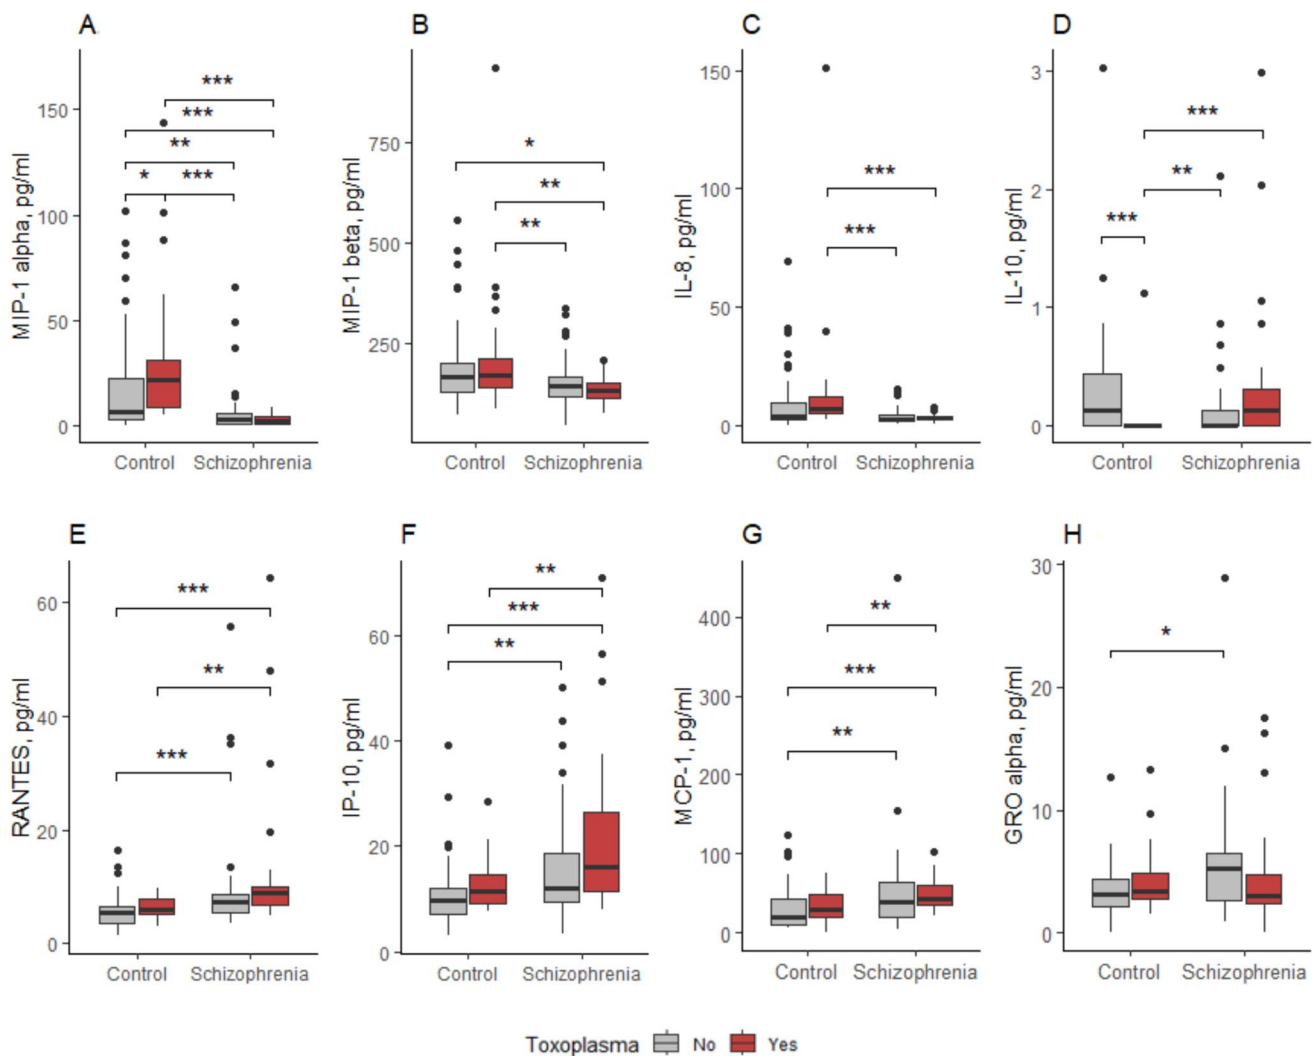 A
MIP-1 alpha, pg/ml
150
100
50
0
***
***
**
*
***
Control
Schizophrenia
B
MIP-1 beta, pg/ml
750
500
250
*
**
**
Control
Schizophrenia
C
IL-8, pg/ml
150
100
50
0
***
***
Control
Schizophrenia
D
IL-10, pg/ml
3
2
1
0
***
**
***
Control
Schizophrenia
E
RANTES, pg/ml
60
40
20
0
***
**
***
Control
Schizophrenia
F
IP-10, pg/ml
60
40
20
0
**
***
**
Control
Schizophrenia
G
MCP-1, pg/ml
400
300
200
100
0
**
***
**
Control
Schizophrenia
H
GRO alpha, pg/ml
30
20
10
0
*
Control
Schizophrenia
Toxoplasma No Yes